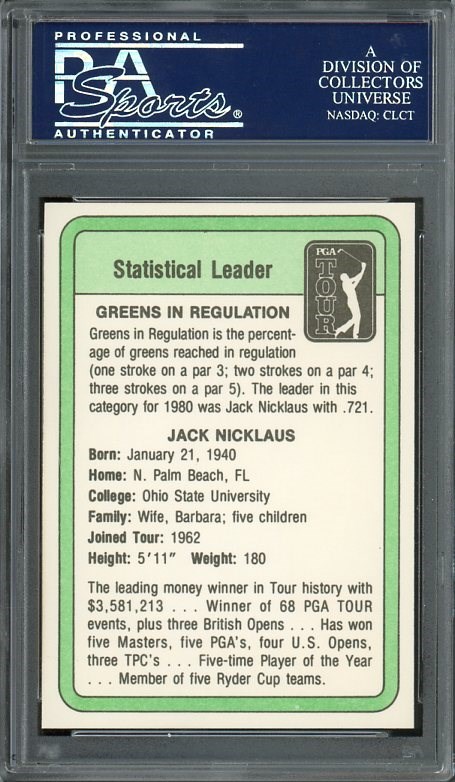 PROFESSIONAL
PSA
Sports®
AUTHENTICATOR
A
DIVISION OF
COLLECTORS
UNIVERSE
NASDAQ: CLCT
Statistical Leader
PGA
TOUR
GREENS IN REGULATION
Greens in Regulation is the percent-
age of greens reached in regulation
(one stroke on a par 3; two strokes on a par 4;
three strokes on a par 5). The leader in this
category for 1980 was Jack Nicklaus with .721.
JACK NICKLAUS
Born: January 21, 1940
Home: N. Palm Beach, FL
College: Ohio State University
Family: Wife, Barbara; five children
Joined Tour: 1962
Height: 5'11" Weight: 180
The leading money winner in Tour history with
$3,581,213 . . . Winner of 68 PGA TOUR
events, plus three British Opens . . . Has won
five Masters, five PGA's, four U.S. Opens,
three TPC's . . . Five-time Player of the Year
. . . Member of five Ryder Cup teams.